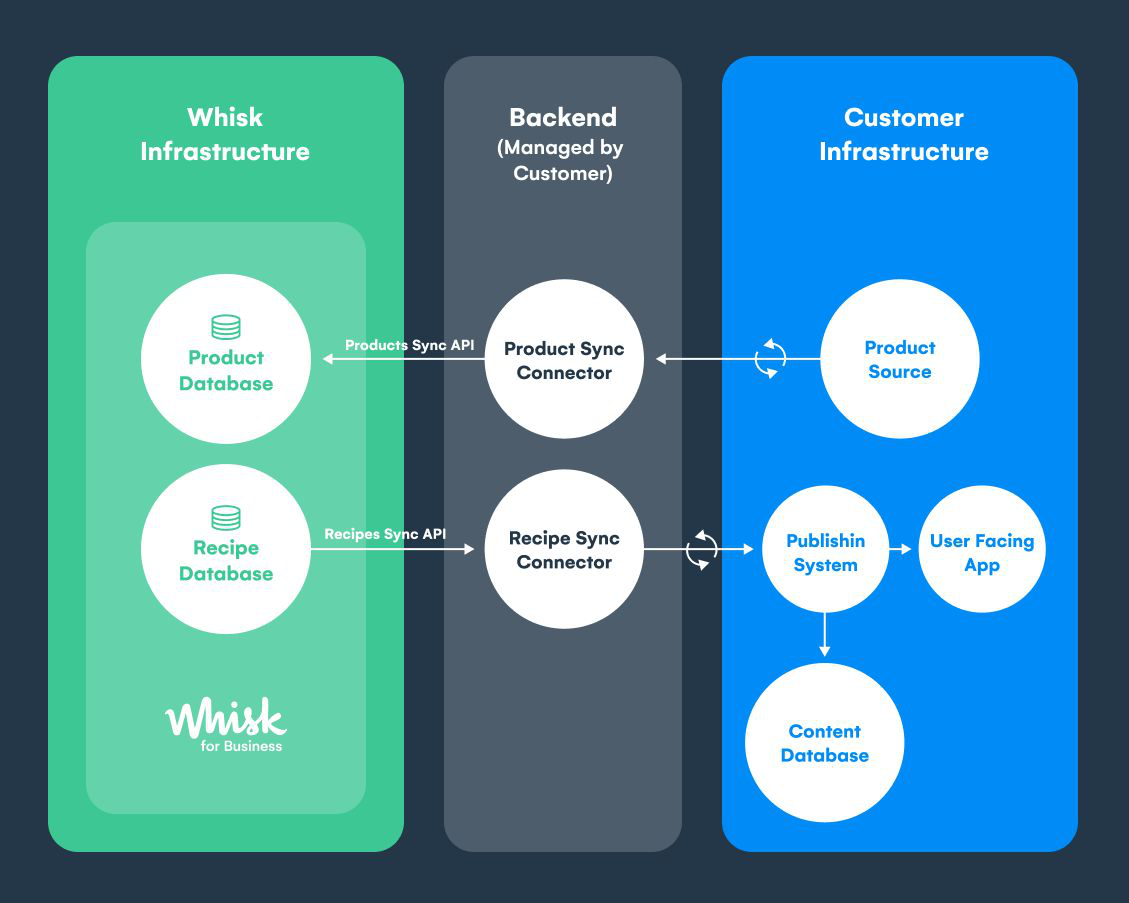 Whisk
Infrastructure
Backend
(Managed by
Customer)
Customer
Infrastructure
Product
Database
Products Sync API
Product Sync
Connector
Product
Source
Recipe
Database
Recipes Sync API
Recipe Sync
Connector
Publishin
System
User Facing
App
Content
Database
Whisk
for Business